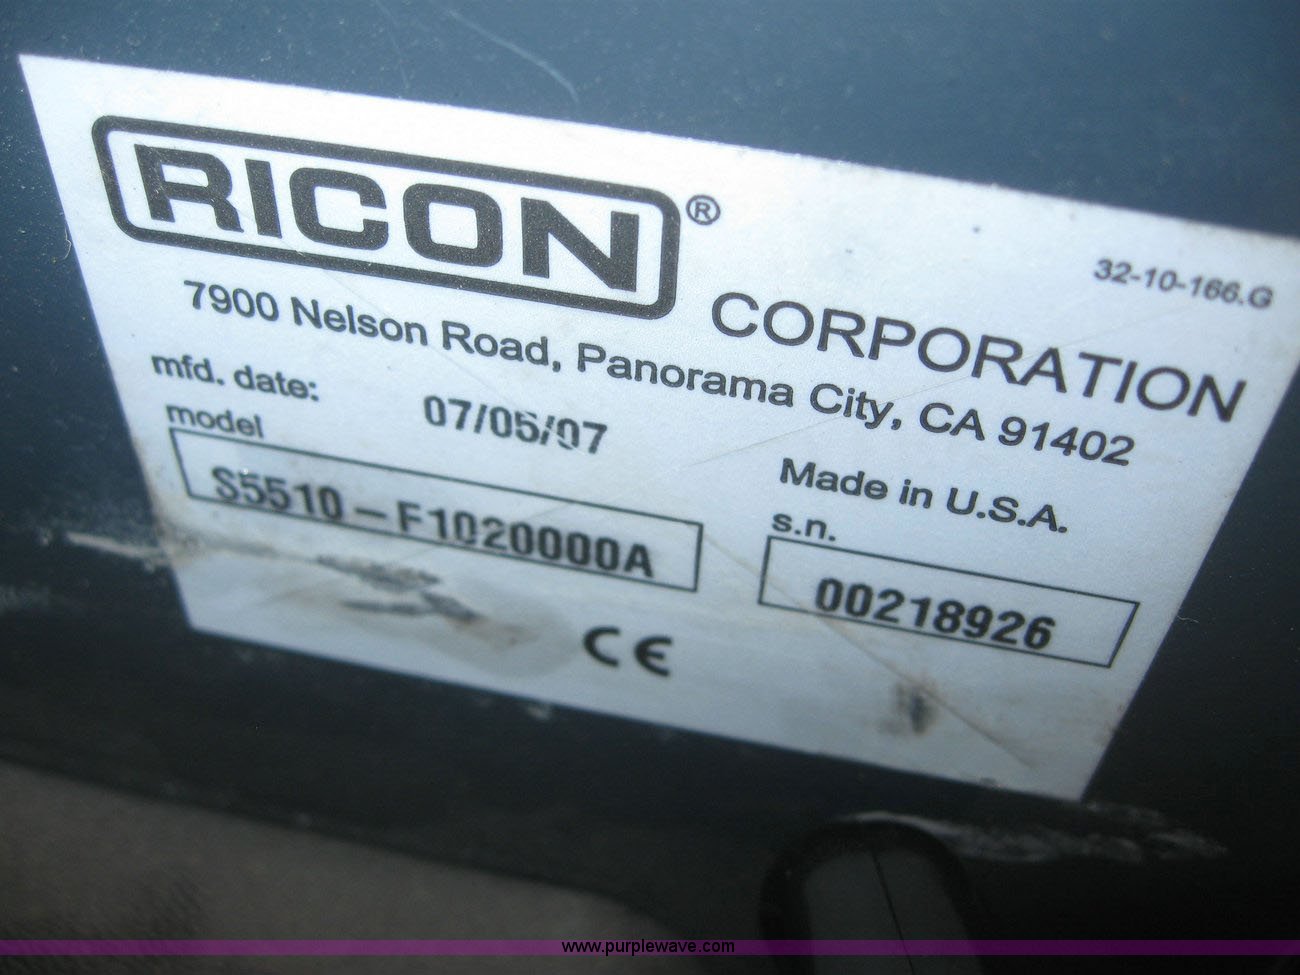 RICON®
CORPORATION
32-10-166.G
7900 Nelson Road, Panorama City, CA 91402
mfd. date: 07/05/07
Made in U.S.A.
model
S5510-F1020000A
s.n.
00218926
CE
www.purplewave.com